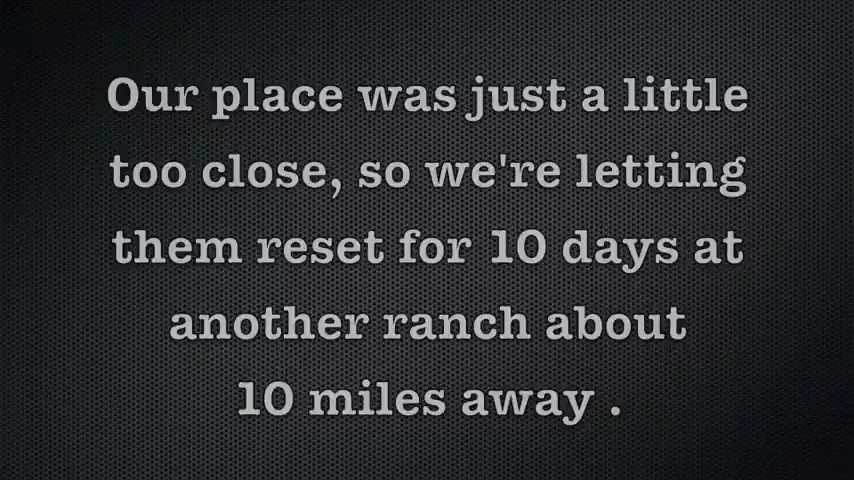 Our place was just a little
too close, so we're letting
them reset for 10 days at
another ranch about
10 miles away .